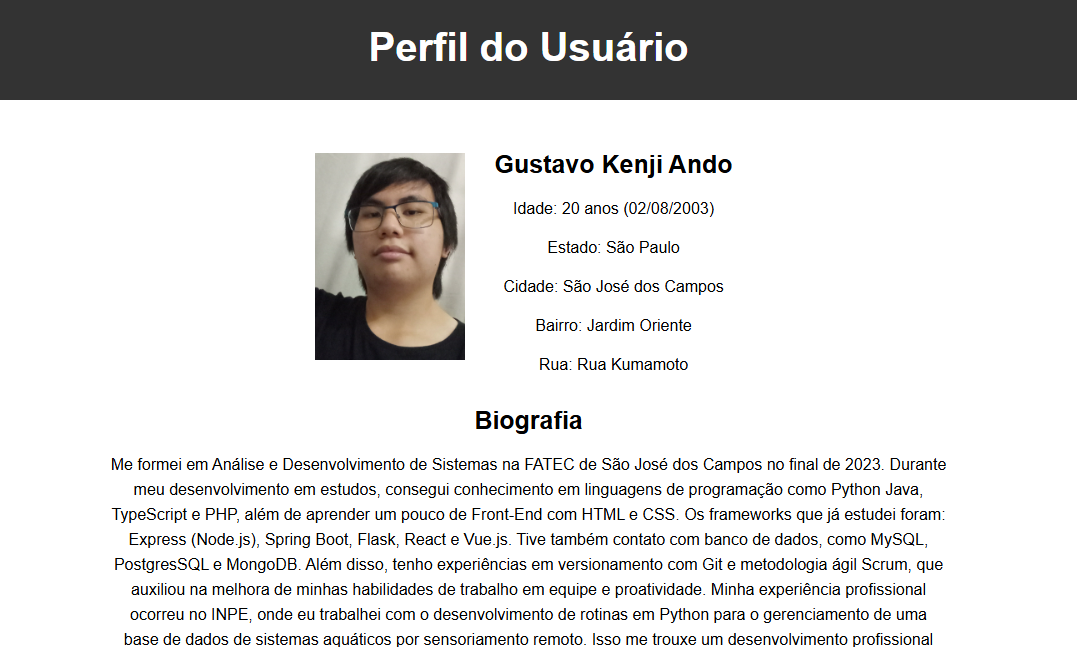 Perfil do Usuário
Gustavo Kenji Ando
Idade: 20 anos (02/08/2003)
Estado: São Paulo
Cidade: São José dos Campos
Bairro: Jardim Oriente
Rua: Rua Kumamoto
Biografia
Me formei em Análise e Desenvolvimento de Sistemas na FATEC de São José dos Campos no final de 2023. Durante
meu desenvolvimento em estudos, consegui conhecimento em linguagens de programação como Python Java,
TypeScript e PHP, além de aprender um pouco de Front-End com HTML e CSS. Os frameworks que já estudei foram:
Express (Node.js), Spring Boot, Flask, React e Vue.js. Tive também contato com banco de dados, como MySQL,
PostgresSQL e MongoDB. Além disso, tenho experiências em versionamento com Git e metodologia ágil Scrum, que
auxiliou na melhora de minhas habilidades de trabalho em equipe e proatividade. Minha experiência profissional
ocorreu no INPE, onde eu trabalhei com o desenvolvimento de rotinas em Python para o gerenciamento de uma
base de dados de sistemas aquáticos por sensoriamento remoto. Isso me trouxe um desenvolvimento profissional